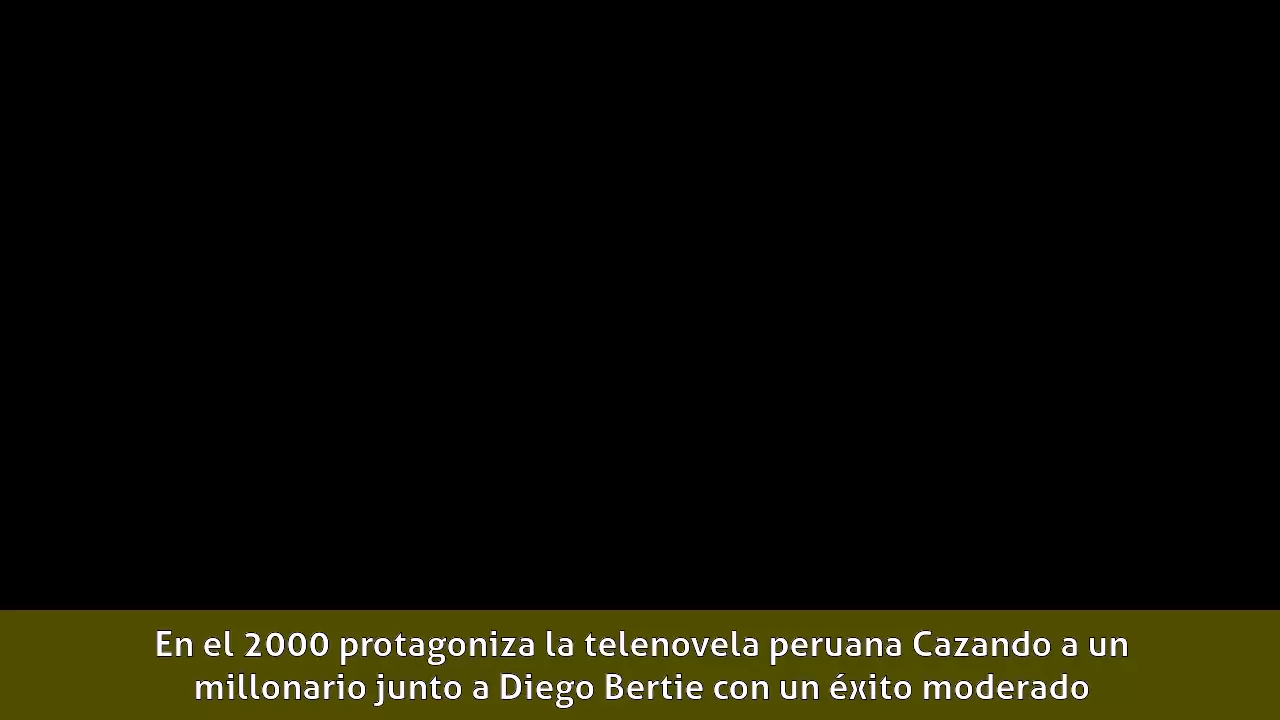 En el 2000 protagoniza la telenovela peruana Cazando a un
millonario junto a Diego Bertie con un éxito moderado